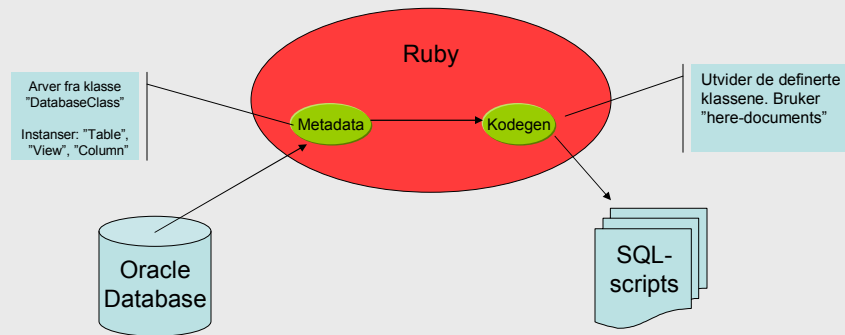 Ruby
Arver fra klasse
"DatabaseClass"
Instanser: "Table",
"View", "Column"
Metadata
Kodegen
Utvider de definerte
klassene. Bruker
"here-documents"
Oracle
Database
SQL-
scripts